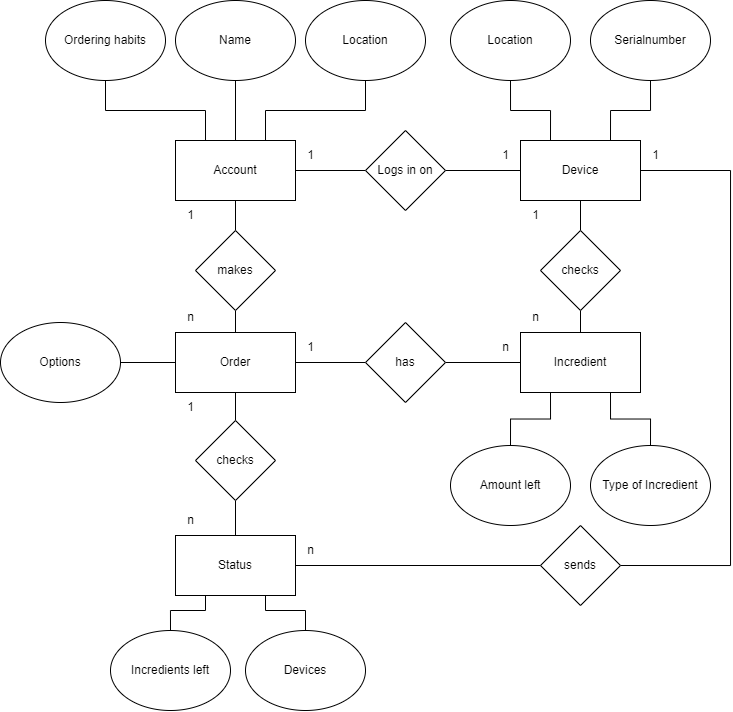 Ordering habits
Name
Location
Location
Serialnumber
Account
1
Logs in on
1
Device
1
1
1
makes
checks
n
n
Options
Order
1
has
n
Incredient
1
checks
Amount left
Type of Incredient
n
Status
n
sends
Incredients left
Devices